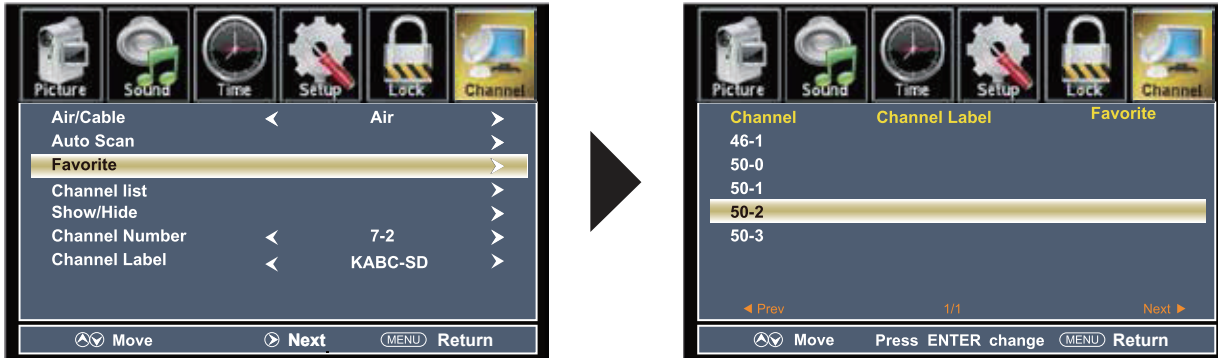 Picture Sound Time Setup Lock Channel
Air/Cable Air
Auto Scan
Favorite
Channel list
Show/Hide
Channel Number 7-2
Channel Label KABC-SD
Move Next MENU Return
Picture Sound Time Setup Lock Channel
Channel Channel Label Favorite
46-1
50-0
50-1
50-2
50-3
◀ Prev 1/1 Next ▶
Move Press ENTER change MENU Return